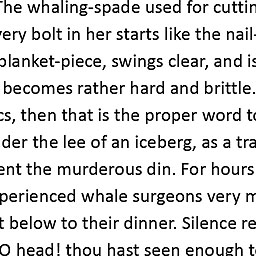 The whaling-spade used for cuttin
very bolt in her starts like the nail-
blanket-piece, swings clear, and is
becomes rather hard and brittle.
cs, then that is the proper word to
der the lee of an iceberg, as a tra
ent the murderous din. For hours
perienced whale surgeons very m
t below to their dinner. Silence re
O head! thou hast seen enough t